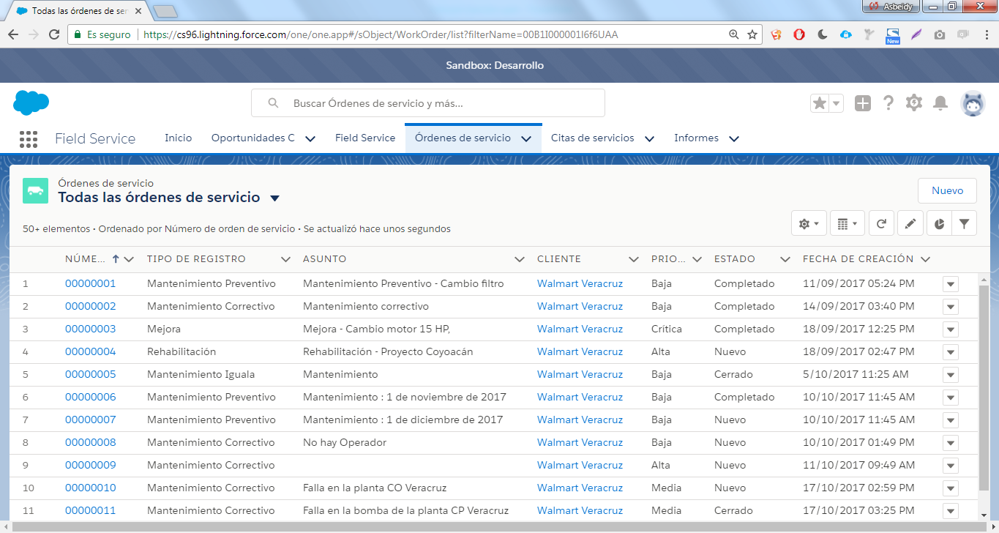 Todas las órdenes de ser
Asbeidy
Es seguro https://cs96.lightning.force.com/one/one.app#/sObject/WorkOrder/list?filterName=00B1I000001I6f6UAA
New
Sandbox: Desarrollo
Buscar Órdenes de servicio y más...
Field Service Inicio Oportunidades C Field Service Órdenes de servicio Citas de servicios Informes
Órdenes de servicio
Todas las órdenes de servicio
Nuevo
50+ elementos • Ordenado por Número de orden de servicio • Se actualizó hace unos segundos
NÚME... TIPO DE REGISTRO ASUNTO CLIENTE PRIO... ESTADO FECHA DE CREACIÓN
1 00000001 Mantenimiento Preventivo Mantenimiento Preventivo - Cambio filtro Walmart Veracruz Baja Completado 11/09/2017 05:24 PM
2 00000002 Mantenimiento Correctivo Mantenimiento correctivo Walmart Veracruz Baja Completado 14/09/2017 03:40 PM
3 00000003 Mejora Mejora - Cambio motor 15 HP, Walmart Veracruz Crítica Completado 18/09/2017 12:25 PM
4 00000004 Rehabilitación Rehabilitación - Proyecto Coyoacán Walmart Veracruz Alta Nuevo 18/09/2017 02:47 PM
5 00000005 Mantenimiento Iguala Mantenimiento Walmart Veracruz Baja Cerrado 5/10/2017 11:25 AM
6 00000006 Mantenimiento Preventivo Mantenimiento : 1 de noviembre de 2017 Walmart Veracruz Baja Completado 10/10/2017 11:45 AM
7 00000007 Mantenimiento Preventivo Mantenimiento : 1 de diciembre de 2017 Walmart Veracruz Baja Nuevo 10/10/2017 11:45 AM
8 00000008 Mantenimiento Correctivo No hay Operador Walmart Veracruz Baja Nuevo 10/10/2017 01:49 PM
9 00000009 Mantenimiento Correctivo Walmart Veracruz Alta Nuevo 11/10/2017 09:49 AM
10 00000010 Mantenimiento Correctivo Falla en la planta CO Veracruz Walmart Veracruz Media Nuevo 17/10/2017 02:59 PM
11 00000011 Mantenimiento Correctivo Falla en la bomba de la planta CP Veracruz Walmart Veracruz Media Cerrado 17/10/2017 03:25 PM